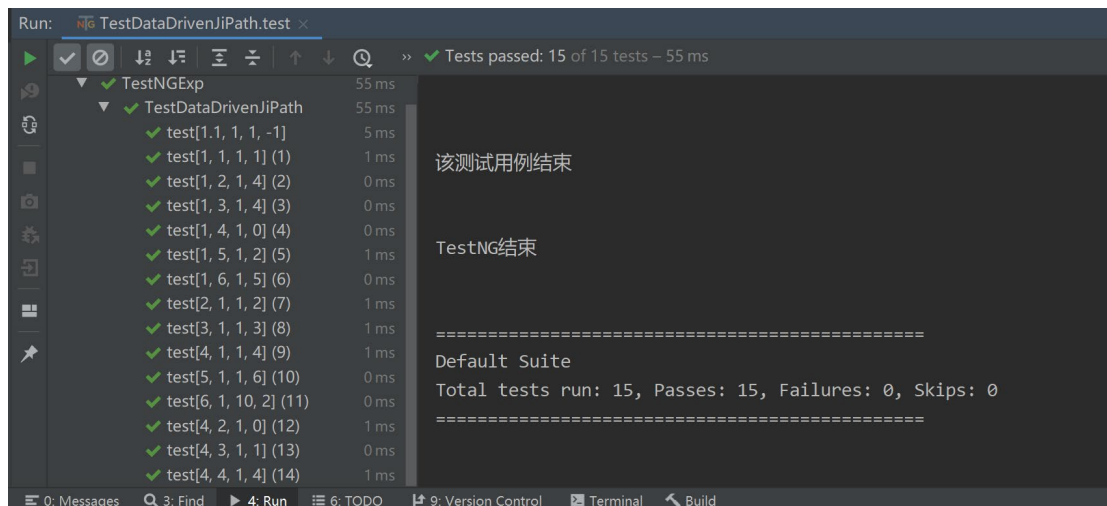 Run: NG TestDataDrivenJiPath.test ×
» Tests passed: 15 of 15 tests – 55 ms
TestNGExp 55 ms
TestDataDrivenJiPath 55 ms
test[1.1, 1, 1, -1] 5 ms
test[1, 1, 1, 1] (1) 1 ms
test[1, 2, 1, 4] (2) 0 ms
test[1, 3, 1, 4] (3) 0 ms
test[1, 4, 1, 0] (4) 0 ms
test[1, 5, 1, 2] (5) 1 ms
test[1, 6, 1, 5] (6) 0 ms
test[2, 1, 1, 2] (7) 1 ms
test[3, 1, 1, 3] (8) 1 ms
test[4, 1, 1, 4] (9) 1 ms
test[5, 1, 1, 6] (10) 0 ms
test[6, 1, 10, 2] (11) 0 ms
test[4, 2, 1, 0] (12) 1 ms
test[4, 3, 1, 1] (13) 0 ms
test[4, 4, 1, 4] (14) 1 ms
该测试用例结束
TestNG结束
===============================================
Default Suite
Total tests run: 15, Passes: 15, Failures: 0, Skips: 0
===============================================
0: Messages 3: Find 4: Run 6: TODO 9: Version Control Terminal Build